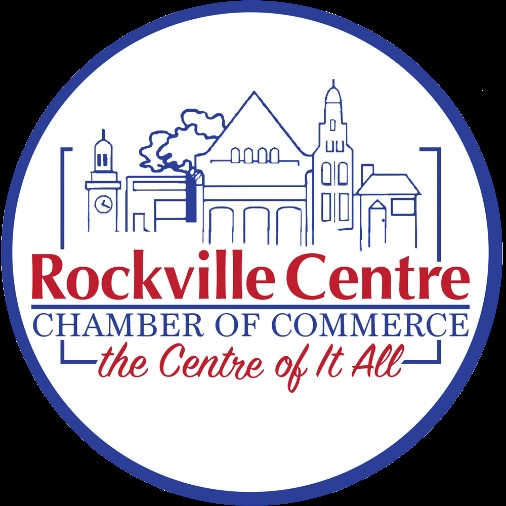 Rockville Centre
CHAMBER OF COMMERCE
the Centre of It All